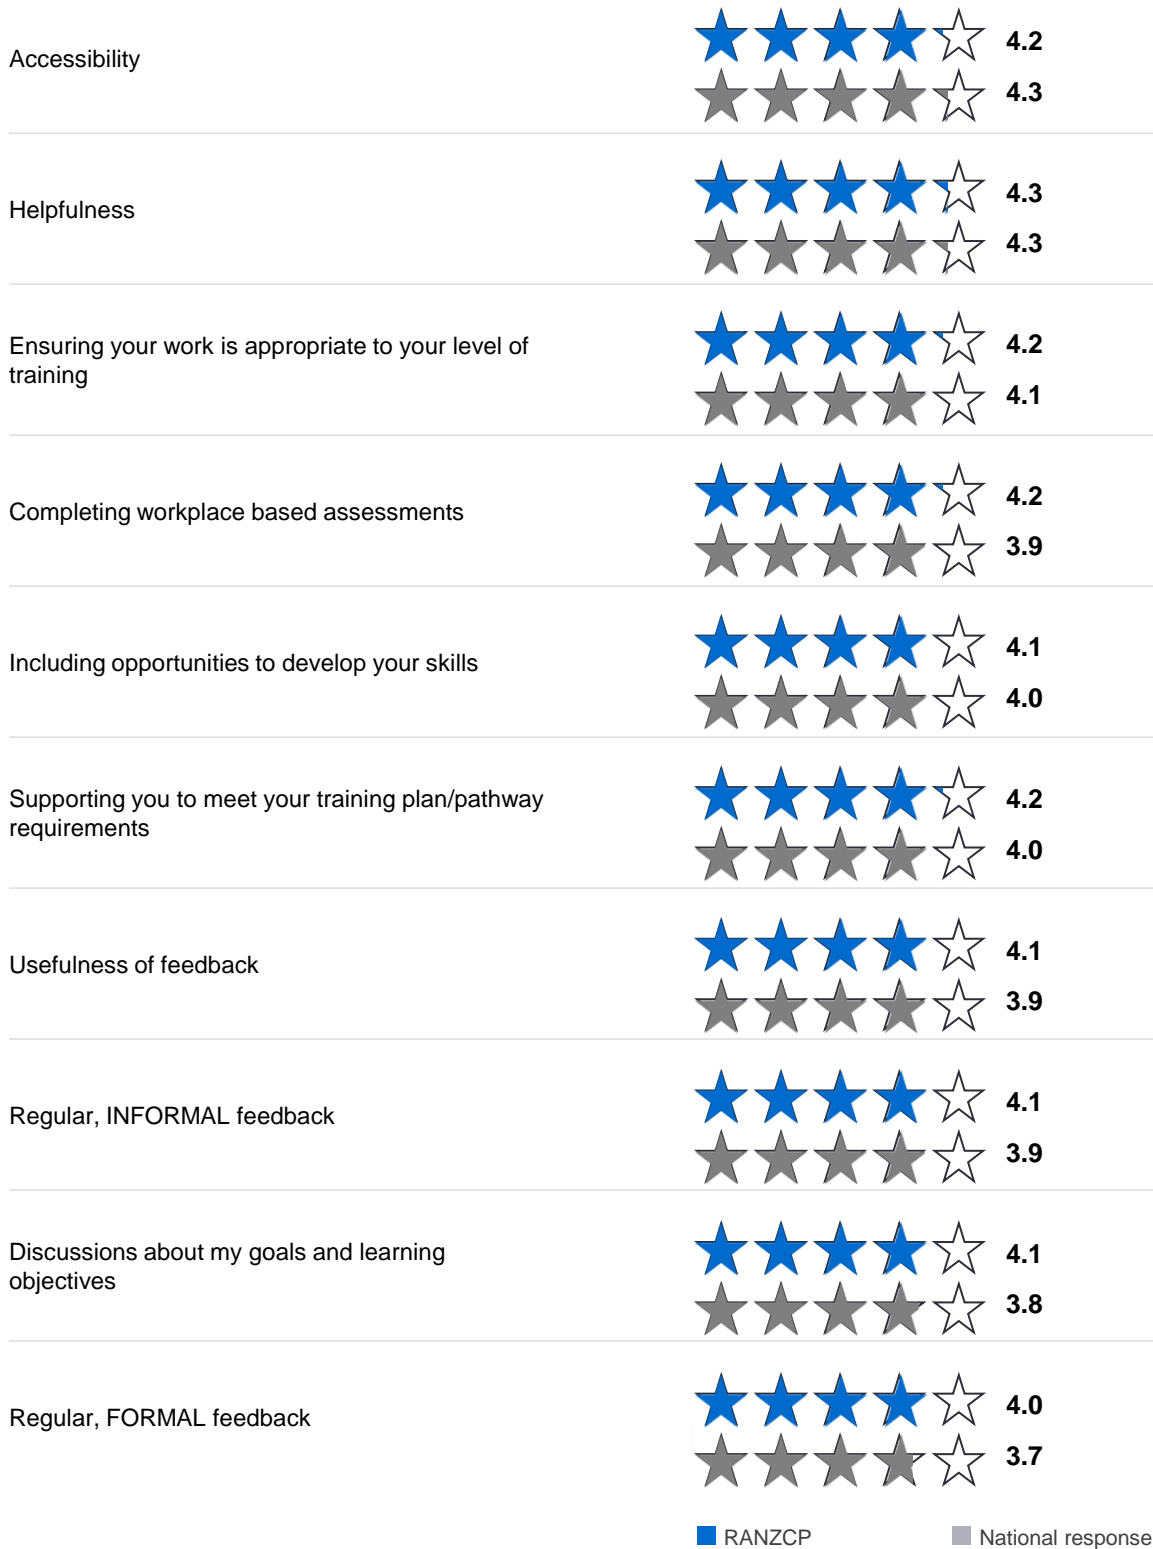 Accessibility
4.2
4.3
Helpfulness
4.3
4.3
Ensuring your work is appropriate to your level of
training
4.2
4.1
Completing workplace based assessments
4.2
3.9
Including opportunities to develop your skills
4.1
4.0
Supporting you to meet your training plan/pathway
requirements
4.2
4.0
Usefulness of feedback
4.1
3.9
Regular, INFORMAL feedback
4.1
3.9
Discussions about my goals and learning
objectives
4.1
3.8
Regular, FORMAL feedback
4.0
3.7
RANZCP
National response